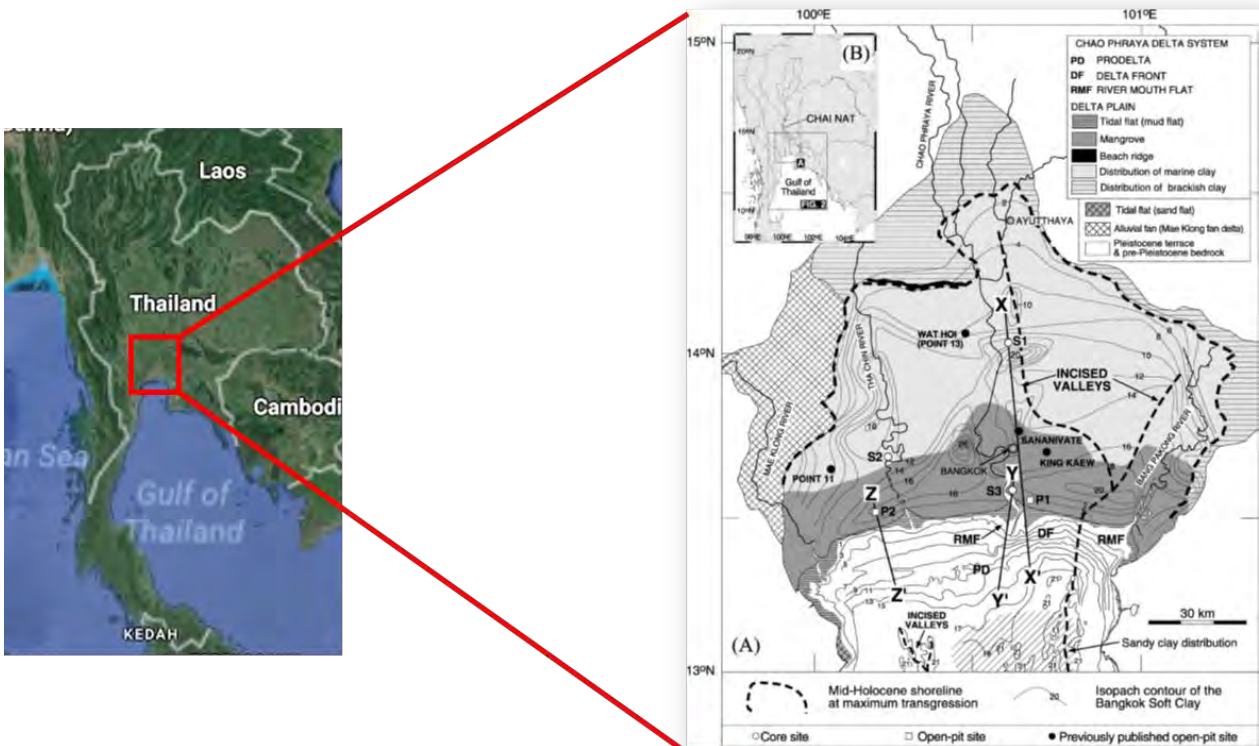 Laos
Thailand
Cambodi
an Sea
Gulf of
Thailand
KEDAH
100ºE
101ºE
15ºN
14ºN
13ºN
(B)
CHAI NAT
A
Gulf of
Thailand
FIG. 2
CHAO PHRAYA RIVER
CHAO PHRAYA DELTA SYSTEM
PD PRODELTA
DF DELTA FRONT
RMF RIVER MOUTH FLAT
DELTA PLAIN
Tidal flat (mud flat)
Mangrove
Beach ridge
Distribution of marine clay
Distribution of brackish clay
Tidal flat (sand flat)
Alluvial fan (Mae Klong fan delta)
Pleistocene terrace
& pre-Pleistocene bedrock
AYUTTHAYA
X
WAT HOI
(POINT 13)
S1
THA CHIN RIVER
INCISED
VALLEYS
MAE KLONG RIVER
BANG PAKONG RIVER
SANANIVATE
KING KAEW
BANGKOK
S2
POINT 11
Y
Z
S3
P1
P2
RMF
DF
RMF
PD
X'
Y'
Z'
INCISED
VALLEYS
30 km
(A)
Sandy clay distribution
Mid-Holocene shoreline
at maximum transgression
20
Isopach contour of the
Bangkok Soft Clay
Core site
Open-pit site
Previously published open-pit site